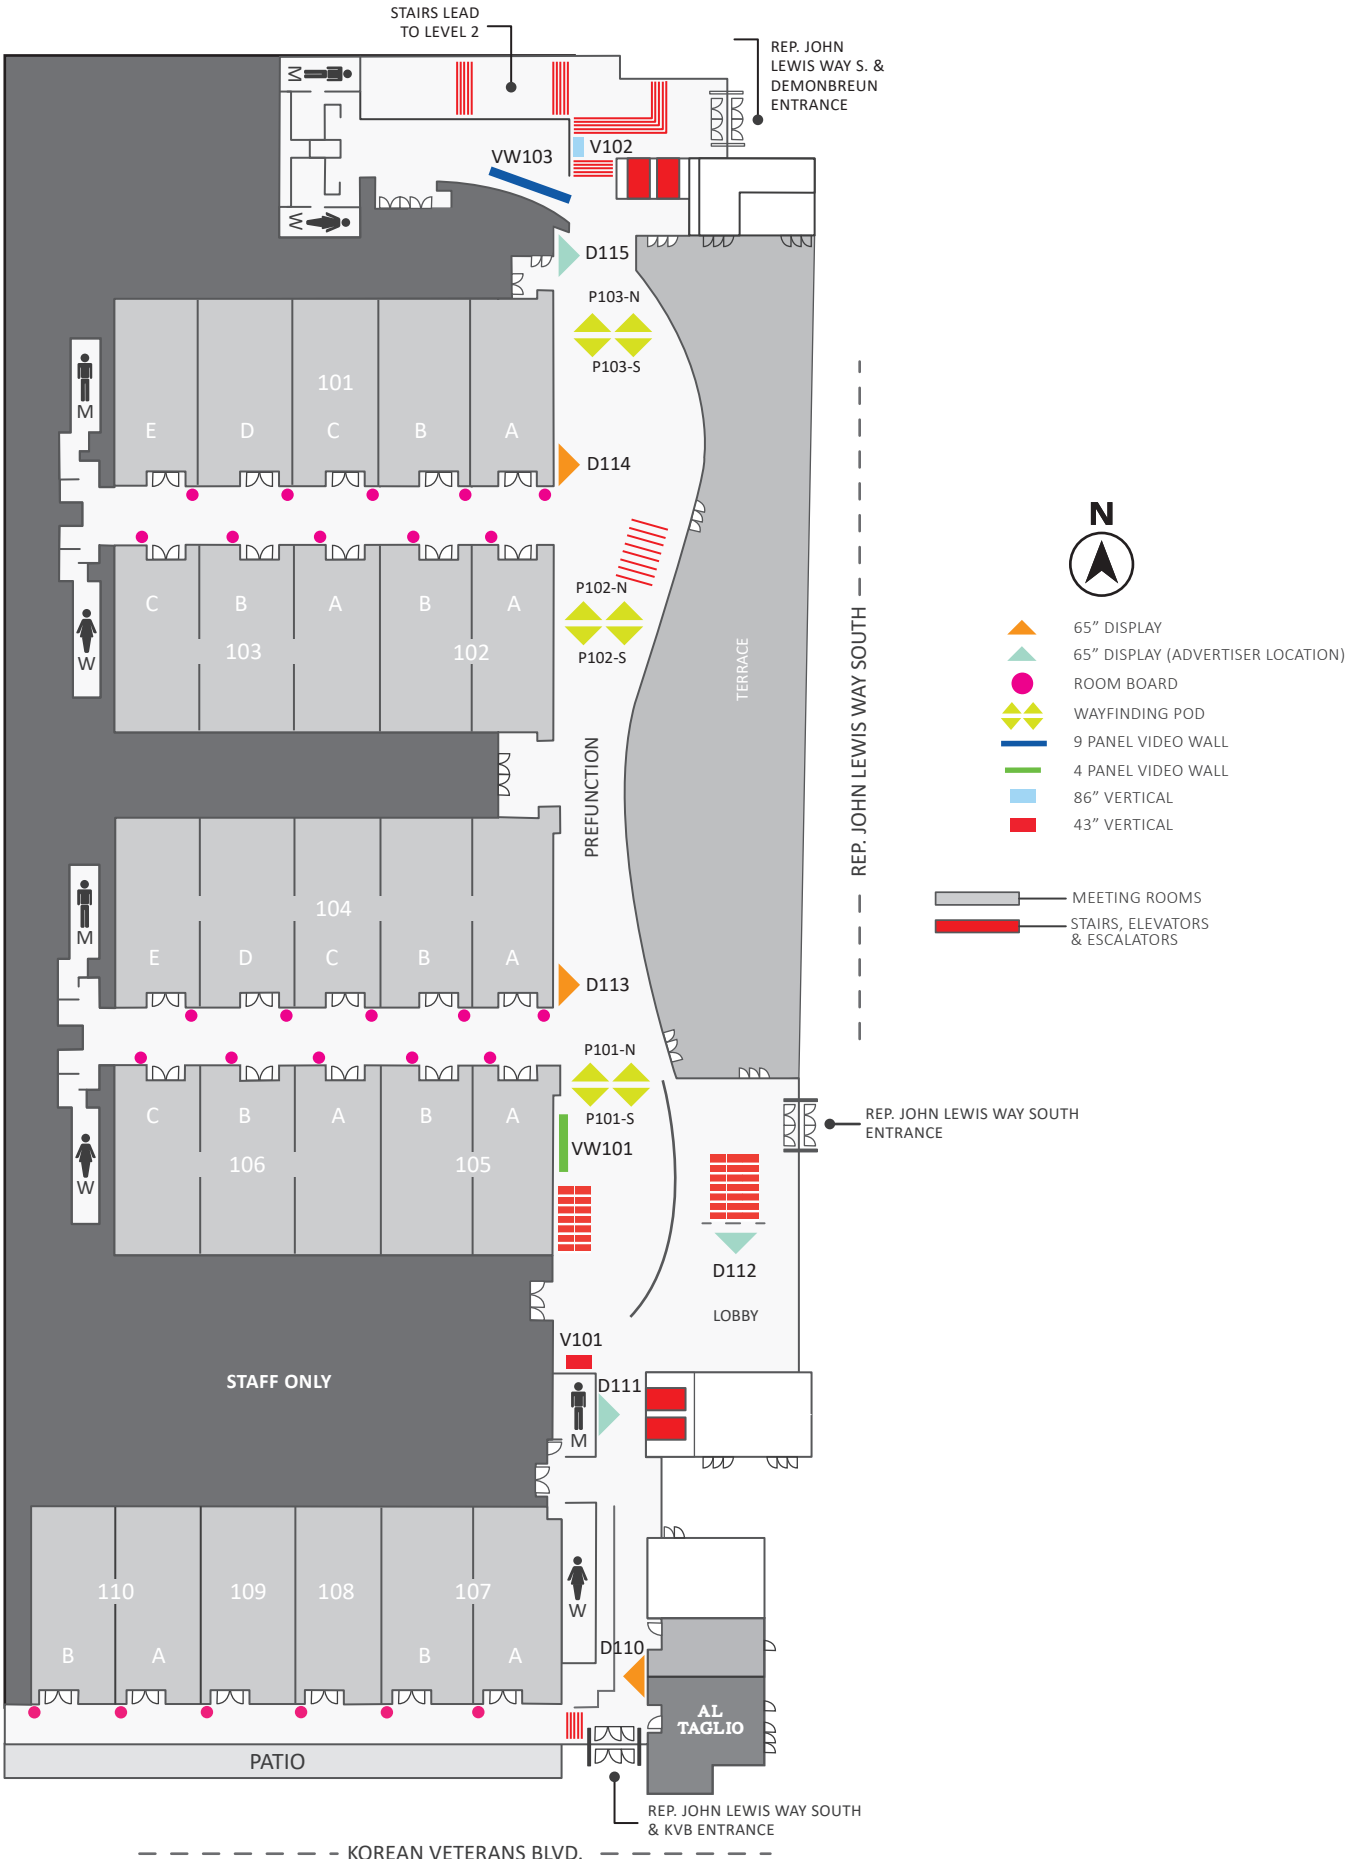 STAIRS LEAD
TO LEVEL 2
REP. JOHN
LEWIS WAY S. &
DEMONBREUN
ENTRANCE
M
V102
VW103
W
D115
P103-N
P103-S
101
M
E D C B A
D114
N
P102-N
C B A B A
103 102
W
P102-S
TERRACE
REP. JOHN LEWIS WAY SOUTH
65” DISPLAY
65” DISPLAY (ADVERTISER LOCATION)
ROOM BOARD
WAYFINDING POD
9 PANEL VIDEO WALL
4 PANEL VIDEO WALL
86” VERTICAL
43” VERTICAL
MEETING ROOMS
STAIRS, ELEVATORS
& ESCALATORS
PREFUNCTION
104
M
E D C B A
D113
P101-N
C B A B A
P101-S
REP. JOHN LEWIS WAY SOUTH
ENTRANCE
VW101
106 105
W
D112
LOBBY
V101
STAFF ONLY
D111
M
110 109 108 107
W
B A B A
D110
AL
TAGLIO
PATIO
REP. JOHN LEWIS WAY SOUTH
& KVB ENTRANCE
KOREAN VETERANS BLVD.